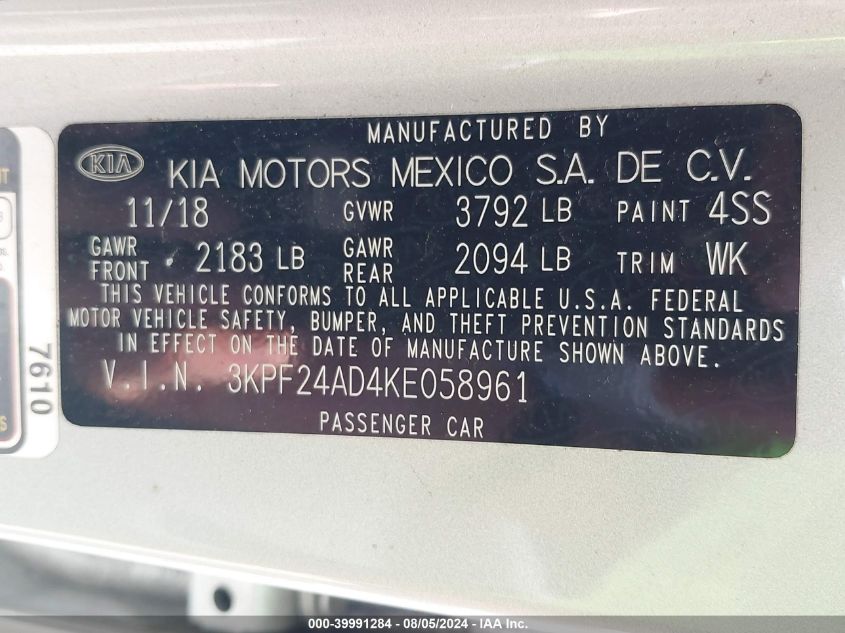 MANUFACTURED BY
KIA KIA MOTORS MEXICO S.A. DE C.V.
11/18 GVWR 3792 LB PAINT 4SS
GAWR FRONT 2183 LB GAWR REAR 2094 LB TRIM WK
THIS VEHICLE CONFORMS TO ALL APPLICABLE U.S.A. FEDERAL
MOTOR VEHICLE SAFETY, BUMPER, AND THEFT PREVENTION STANDARDS
IN EFFECT ON THE DATE OF MANUFACTURE SHOWN ABOVE.
V.I.N. 3KPF24AD4KE058961
PASSENGER CAR
7610
000-39991284 - 08/05/2024 - IAA Inc.